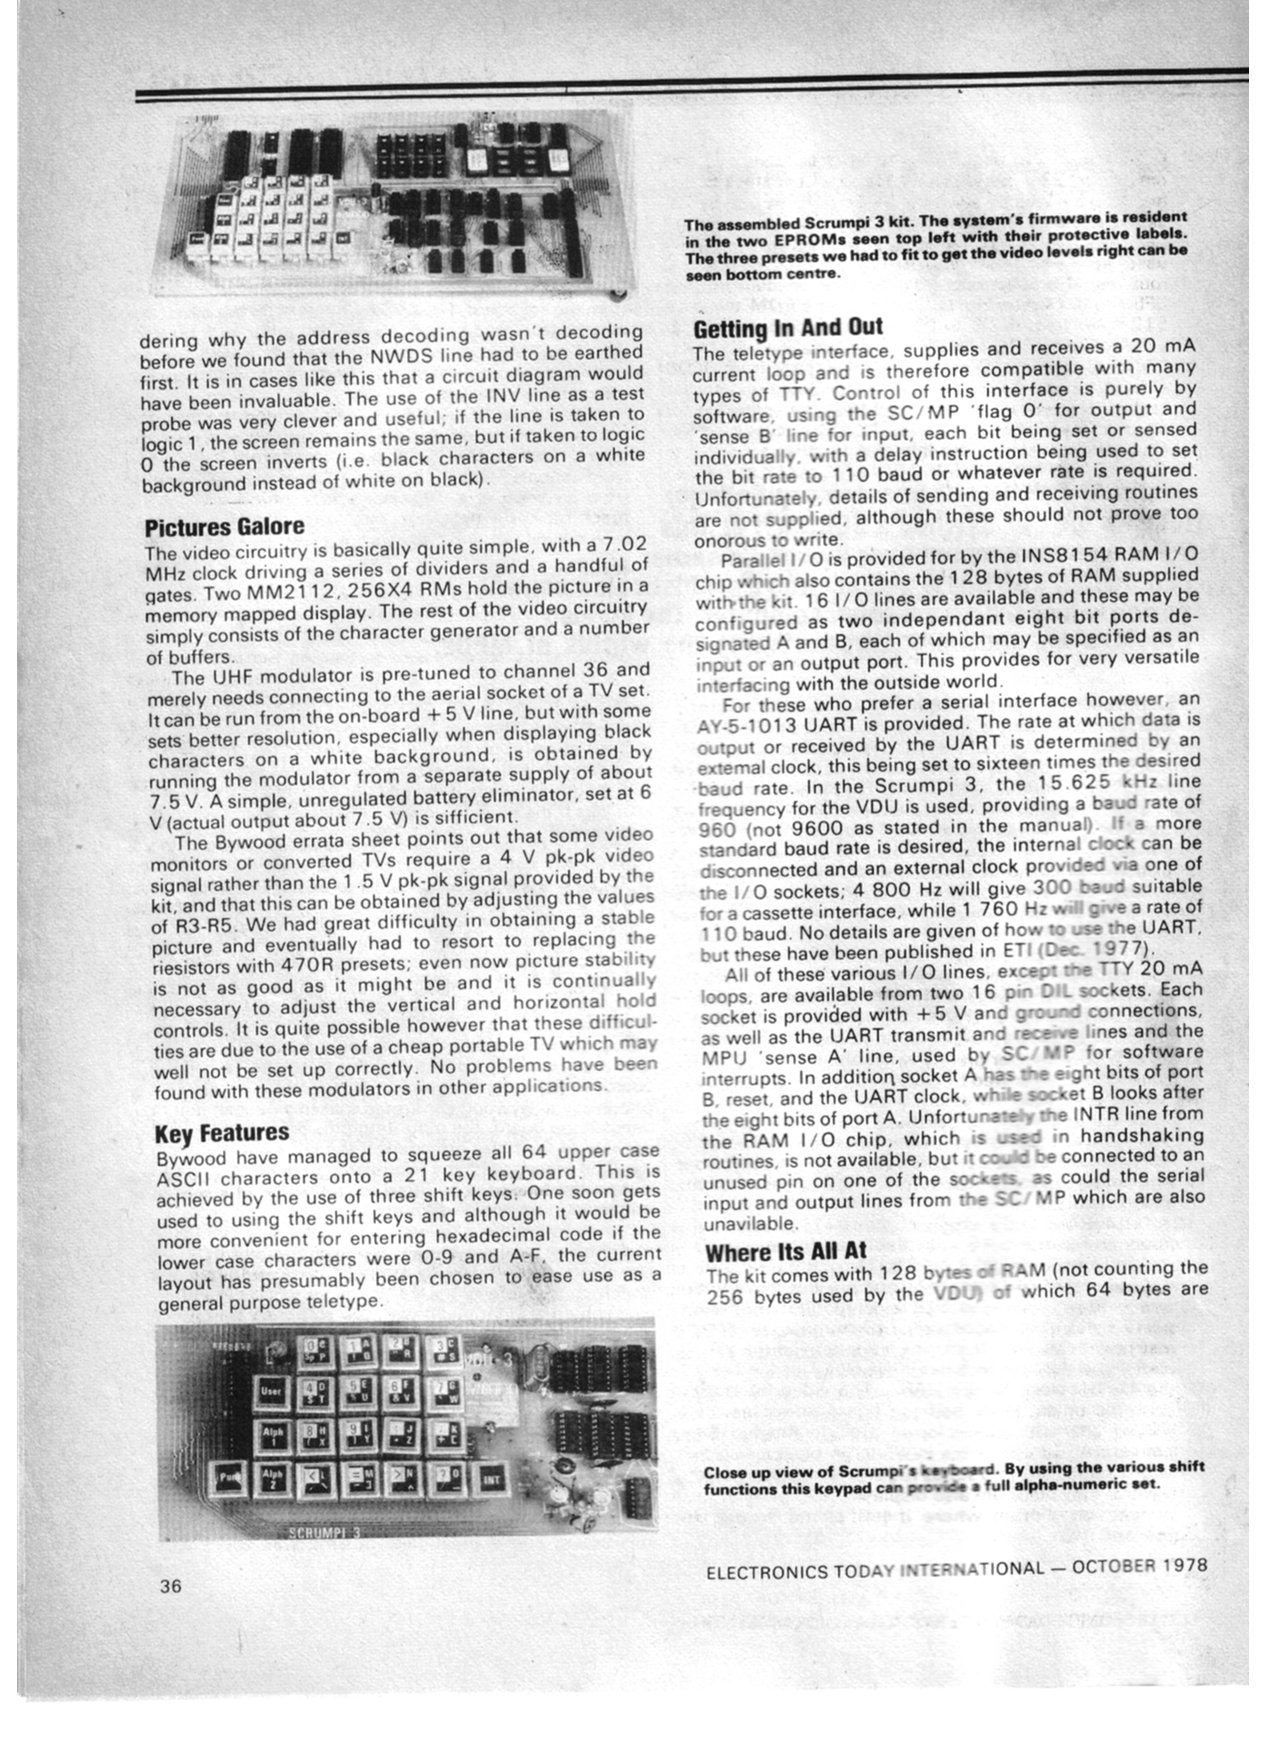 The assembled Scrumpi 3 kit. The system's firmware is resident
in the two EPROMs seen top left with their protective labels.
The three presets we had to fit to get the video levels right can be
seen bottom centre.
dering why the address decoding wasn't decoding
before we found that the NWDS line had to be earthed
first. It is in cases like this that a circuit diagram would
have been invaluable. The use of the INV line as a test
probe was very clever and useful; if the line is taken to
logic 1, the screen remains the same, but if taken to logic
0 the screen inverts (i.e. black characters on a white
background instead of white on black).
Pictures Galore
The video circuitry is basically quite simple, with a 7.02
MHz clock driving a series of dividers and a handful of
gates. Two MM2112, 256X4 RMs hold the picture in a
memory mapped display. The rest of the video circuitry
simply consists of the character generator and a number
of buffers.
The UHF modulator is pre-tuned to channel 36 and
merely needs connecting to the aerial socket of a TV set.
It can be run from the on-board +5 V line, but with some
sets better resolution, especially when displaying black
characters on a white background, is obtained by
running the modulator from a separate supply of about
7.5 V. A simple, unregulated battery eliminator, set at 6
V (actual output about 7.5 V) is sifficient.
The Bywood errata sheet points out that some video
monitors or converted TVs require a 4 V pk-pk video
signal rather than the 1.5 V pk-pk signal provided by the
kit, and that this can be obtained by adjusting the values
of R3-R5. We had great difficulty in obtaining a stable
picture and eventually had to resort to replacing the
riesistors with 470R presets; even now picture stability
is not as good as it might be and it is continually
necessary to adjust the vertical and horizontal hold
controls. It is quite possible however that these difficul-
ties are due to the use of a cheap portable TV which may
well not be set up correctly. No problems have been
found with these modulators in other applications.
Key Features
Bywood have managed to squeeze all 64 upper case
ASCII characters onto a 21 key keyboard. This is
achieved by the use of three shift keys. One soon gets
used to using the shift keys and although it would be
more convenient for entering hexadecimal code if the
lower case characters were 0-9 and A-F, the current
layout has presumably been chosen to ease use as a
general purpose teletype.
Getting In And Out
The teletype interface, supplies and receives a 20 mA
current loop and is therefore compatible with many
types of TTY. Control of this interface is purely by
software, using the SC/MP 'flag 0' for output and
'sense B' line for input, each bit being set or sensed
individually, with a delay instruction being used to set
the bit rate to 110 baud or whatever rate is required.
Unfortunately, details of sending and receiving routines
are not supplied, although these should not prove too
onorous to write.
Parallel I/O is provided for by the INS8154 RAM I/O
chip which also contains the 128 bytes of RAM supplied
with the kit. 16 I/O lines are available and these may be
configured as two independant eight bit ports de-
signated A and B, each of which may be specified as an
input or an output port. This provides for very versatile
interfacing with the outside world.
For these who prefer a serial interface however, an
AY-5-1013 UART is provided. The rate at which data is
output or received by the UART is determined by an
extemal clock, this being set to sixteen times the desired
baud rate. In the Scrumpi 3, the 15.625 kHz line
frequency for the VDU is used, providing a baud rate of
960 (not 9600 as stated in the manual). If a more
standard baud rate is desired, the internal clock can be
disconnected and an external clock provided via one of
the I/O sockets; 4 800 Hz will give 300 baud suitable
for a cassette interface, while 1 760 Hz will give a rate of
110 baud. No details are given of how to use the UART,
but these have been published in ETI (Dec. 1977).
All of these various I/O lines, except the TTY 20 mA
loops, are available from two 16 pin DIL sockets. Each
socket is provided with +5 V and ground connections,
as well as the UART transmit and receive lines and the
MPU 'sense A' line, used by SC/MP for software
interrupts. In addition socket A has the eight bits of port
B, reset, and the UART clock, while socket B looks after
the eight bits of port A. Unfortunately the INTR line from
the RAM I/O chip, which is used in handshaking
routines, is not available, but it could be connected to an
unused pin on one of the sockets, as could the serial
input and output lines from the SC/MP which are also
unavilable.
Where Its All At
The kit comes with 128 bytes of RAM (not counting the
256 bytes used by the VDU) of which 64 bytes are
User
Alph 1
Alph 2
INT
SCRUMPI 3
Close up view of Scrumpi's keyboard. By using the various shift
functions this keypad can provide a full alpha-numeric set.
36
ELECTRONICS TODAY INTERNATIONAL — OCTOBER 1978